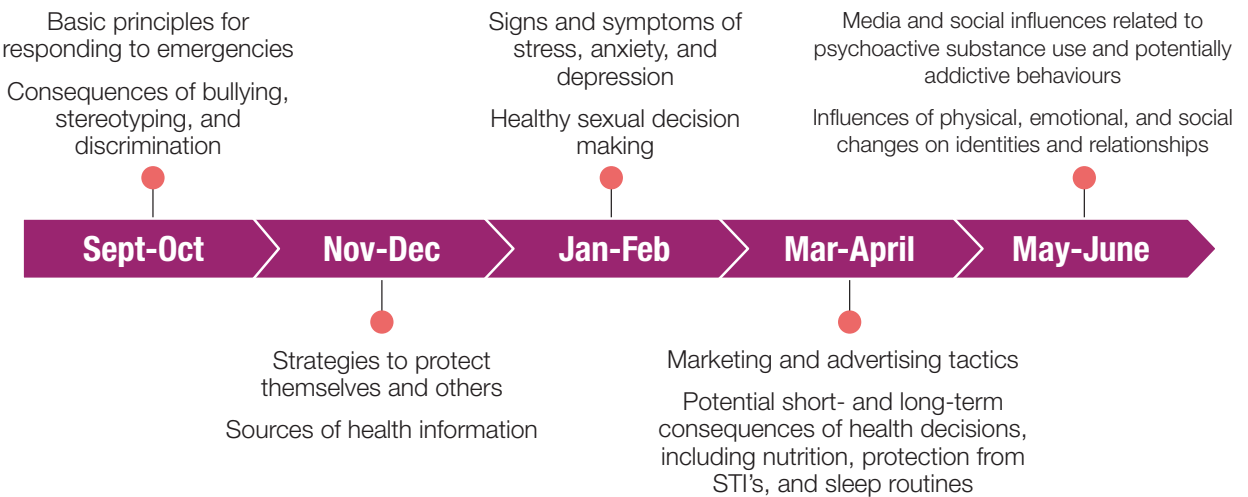 Basic principles for
responding to emergencies
Consequences of bullying,
stereotyping, and
discrimination
Signs and symptoms of
stress, anxiety, and
depression
Healthy sexual decision
making
Media and social influences related to
psychoactive substance use and potentially
addictive behaviours
Influences of physical, emotional, and social
changes on identities and relationships
Sept-Oct
Nov-Dec
Jan-Feb
Mar-April
May-June
Strategies to protect
themselves and others
Sources of health information
Marketing and advertising tactics
Potential short- and long-term
consequences of health decisions,
including nutrition, protection from
STI's, and sleep routines